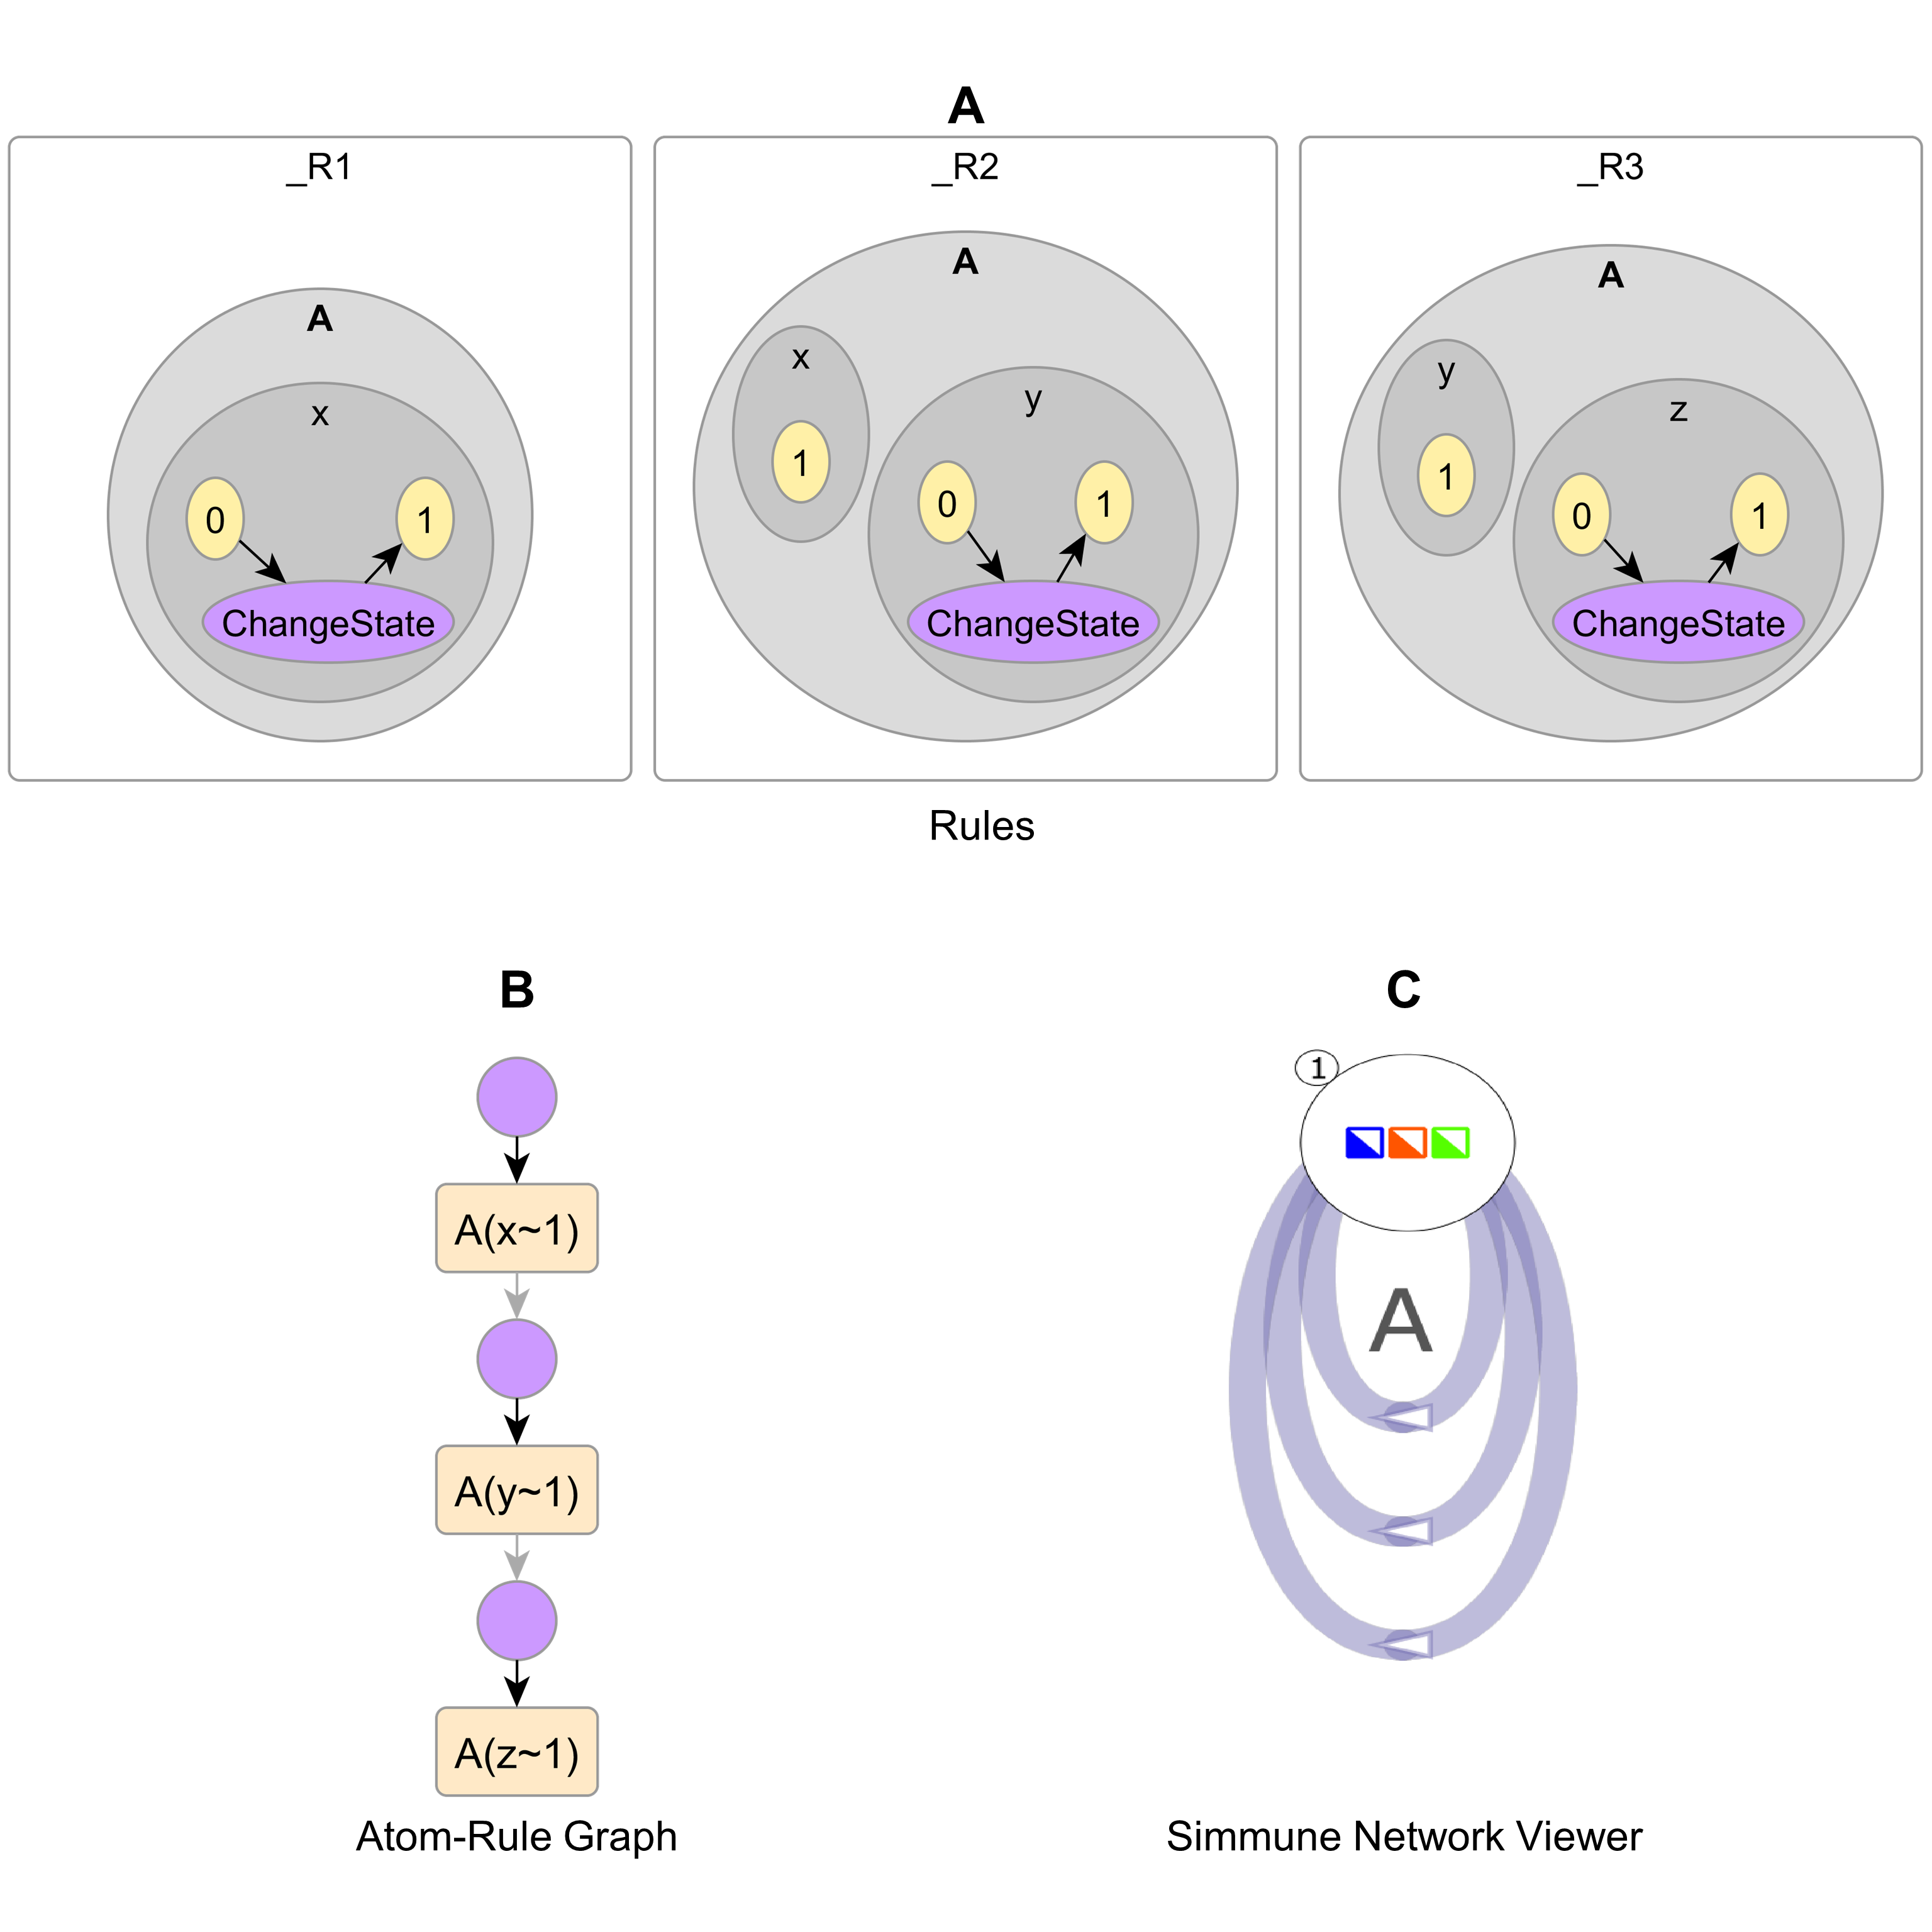 A
_R1
_R2
_R3
A
x
0
1
ChangeState
A
x
1
y
0
1
ChangeState
A
y
1
z
0
1
ChangeState
Rules
B
A(x~1)
A(y~1)
A(z~1)
Atom-Rule Graph
C
1
A
Simmune Network Viewer